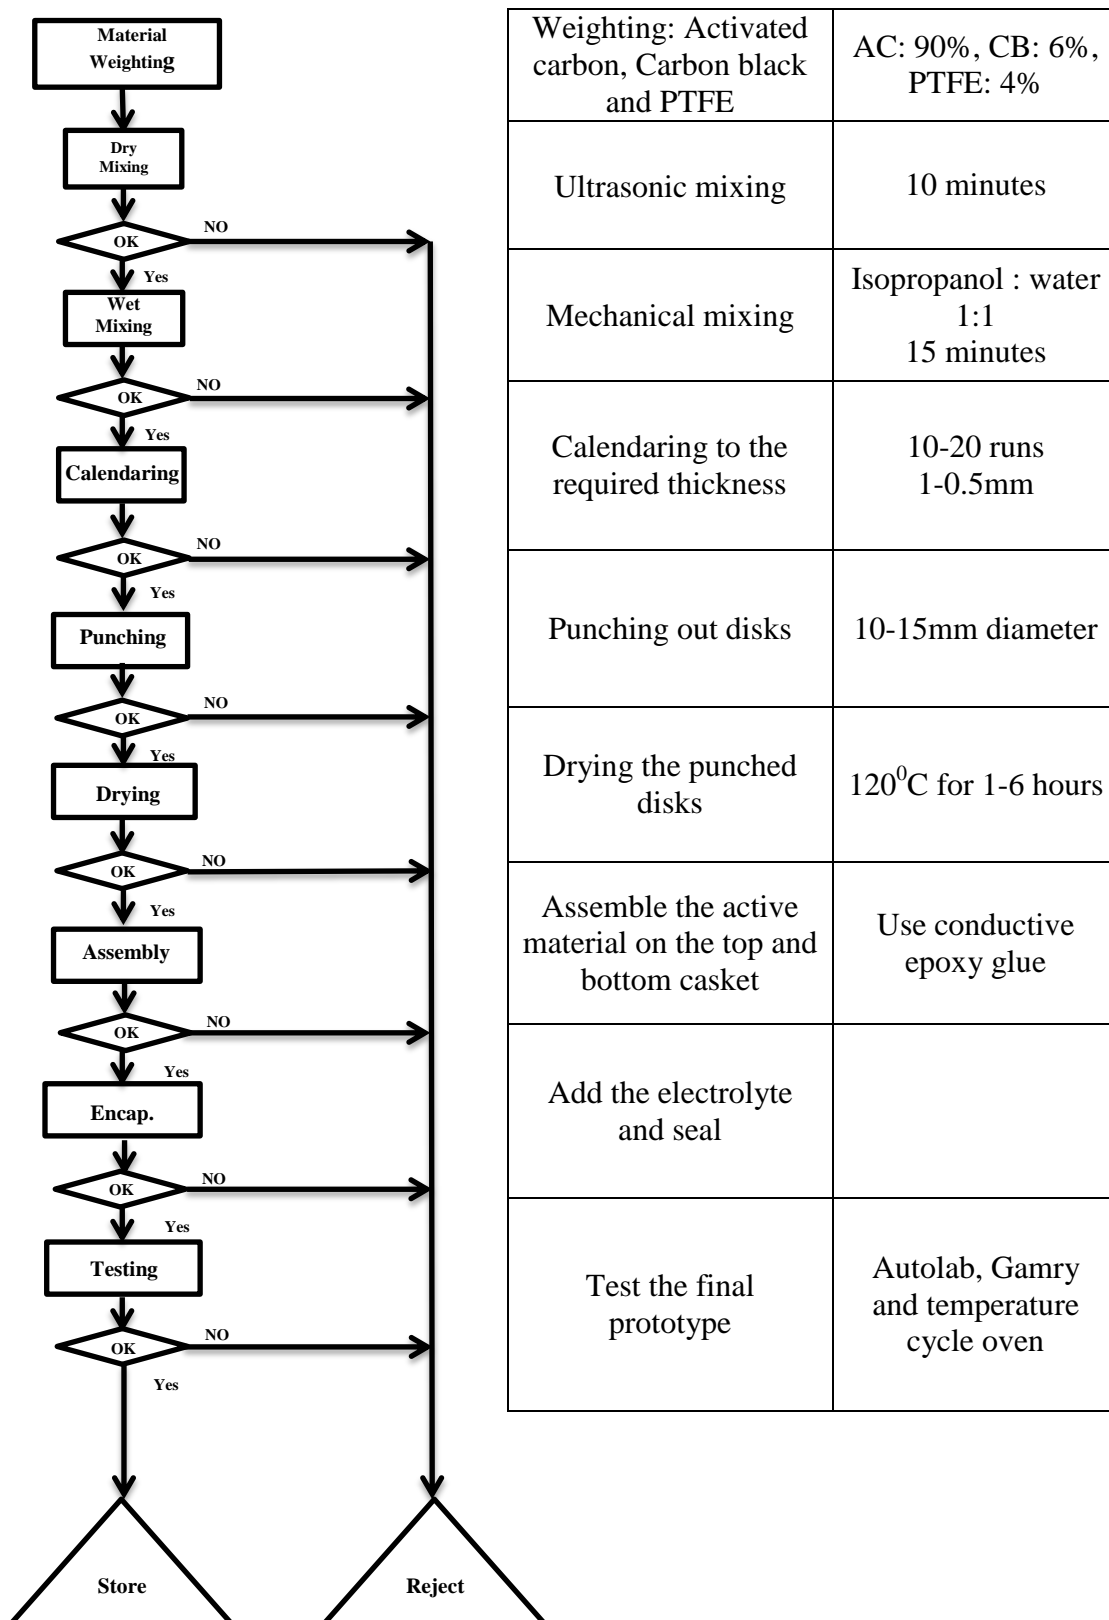 Material
Weighting
Dry
Mixing
OK
NO
Yes
Wet
Mixing
OK
NO
Yes
Calendaring
OK
NO
Yes
Punching
OK
NO
Yes
Drying
OK
NO
Yes
Assembly
OK
NO
Yes
Encap.
OK
NO
Yes
Testing
OK
NO
Yes
Store
Reject
Weighting: Activated
carbon, Carbon black
and PTFE
AC: 90%, CB: 6%,
PTFE: 4%
Ultrasonic mixing
10 minutes
Mechanical mixing
Isopropanol : water
1:1
15 minutes
Calendaring to the
required thickness
10-20 runs
1-0.5mm
Punching out disks
10-15mm diameter
Drying the punched
disks
120⁰C for 1-6 hours
Assemble the active
material on the top and
bottom casket
Use conductive
epoxy glue
Add the electrolyte
and seal
Test the final
prototype
Autolab, Gamry
and temperature
cycle oven